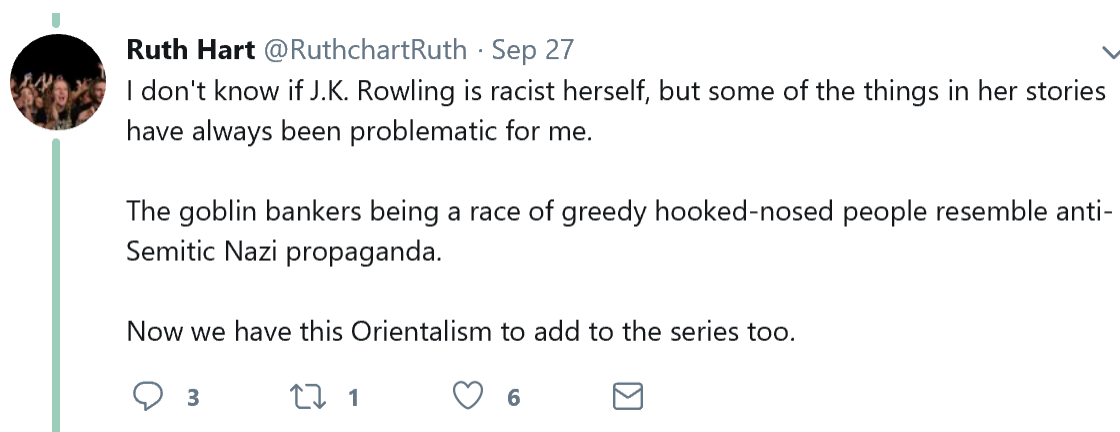 Ruth Hart @RuthchartRuth · Sep 27
I don't know if J.K. Rowling is racist herself, but some of the things in her stories
have always been problematic for me.
The goblin bankers being a race of greedy hooked-nosed people resemble anti-
Semitic Nazi propaganda.
Now we have this Orientalism to add to the series too.
3 1 6